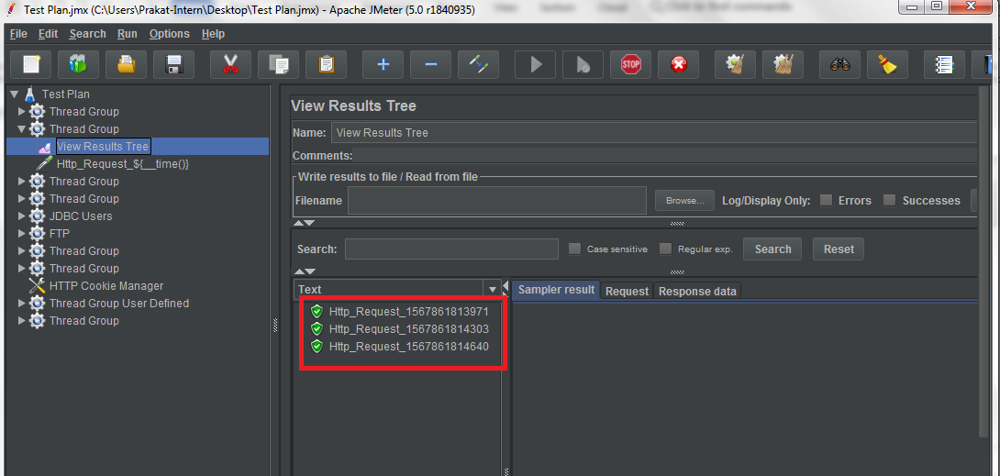 Test Plan.jmx (C:\Users\Prakat-Intern\Desktop\Test Plan.jmx) - Apache JMeter (5.0 r1840935)
File Edit Search Run Options Help
STOP
Test Plan
Thread Group
Thread Group
View Results Tree
Http_Request_${__time()}
Thread Group
Thread Group
JDBC Users
FTP
Thread Group
Thread Group
HTTP Cookie Manager
Thread Group User Defined
Thread Group
View Results Tree
Name: View Results Tree
Comments:
Write results to file / Read from file
Filename Browse... Log/Display Only: Errors Successes
Search: Case sensitive Regular exp. Search Reset
Text
Http_Request_1567861813971
Http_Request_1567861814303
Http_Request_1567861814640
Sampler result Request Response data